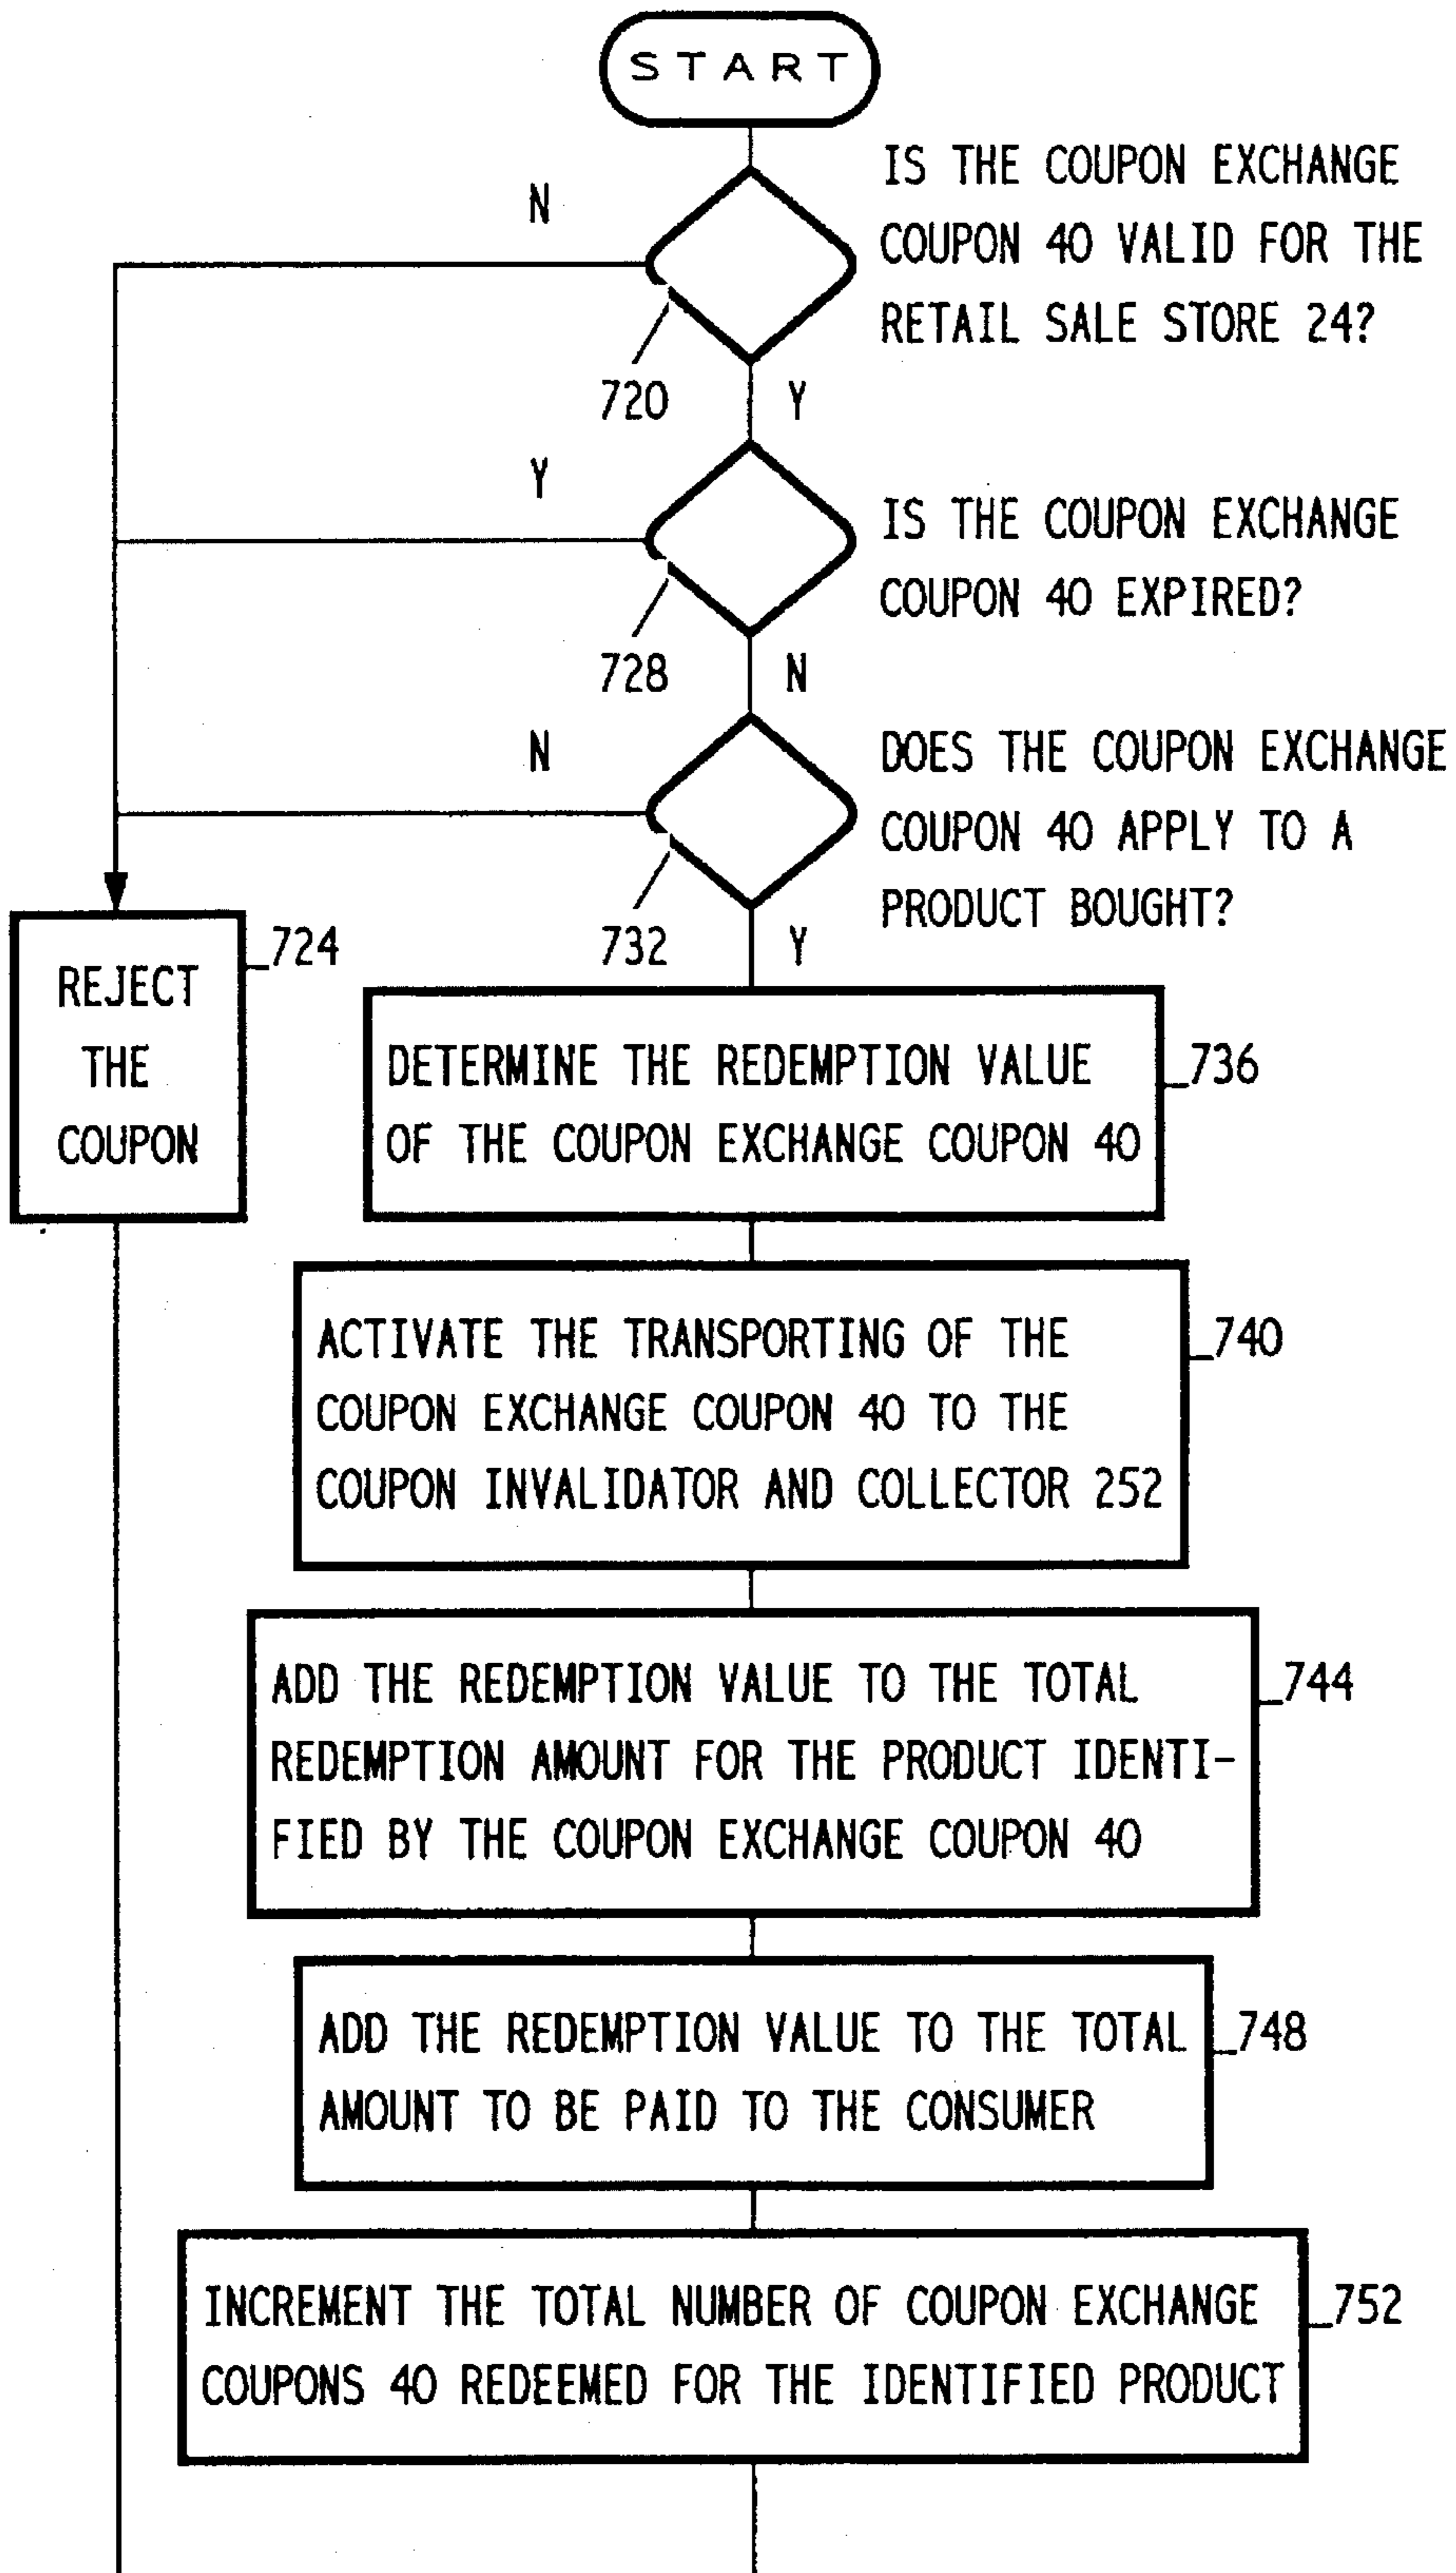 START
IS THE COUPON EXCHANGE
COUPON 40 VALID FOR THE
RETAIL SALE STORE 24?
N
720
Y
IS THE COUPON EXCHANGE
COUPON 40 EXPIRED?
Y
728
N
DOES THE COUPON EXCHANGE
COUPON 40 APPLY TO A
PRODUCT BOUGHT?
N
732
Y
REJECT
THE
COUPON
724
DETERMINE THE REDEMPTION VALUE
OF THE COUPON EXCHANGE COUPON 40
736
ACTIVATE THE TRANSPORTING OF THE
COUPON EXCHANGE COUPON 40 TO THE
COUPON INVALIDATOR AND COLLECTOR 252
740
ADD THE REDEMPTION VALUE TO THE TOTAL
REDEMPTION AMOUNT FOR THE PRODUCT IDENTI-
FIED BY THE COUPON EXCHANGE COUPON 40
744
ADD THE REDEMPTION VALUE TO THE TOTAL
AMOUNT TO BE PAID TO THE CONSUMER
748
INCREMENT THE TOTAL NUMBER OF COUPON EXCHANGE
COUPONS 40 REDEEMED FOR THE IDENTIFIED PRODUCT
752